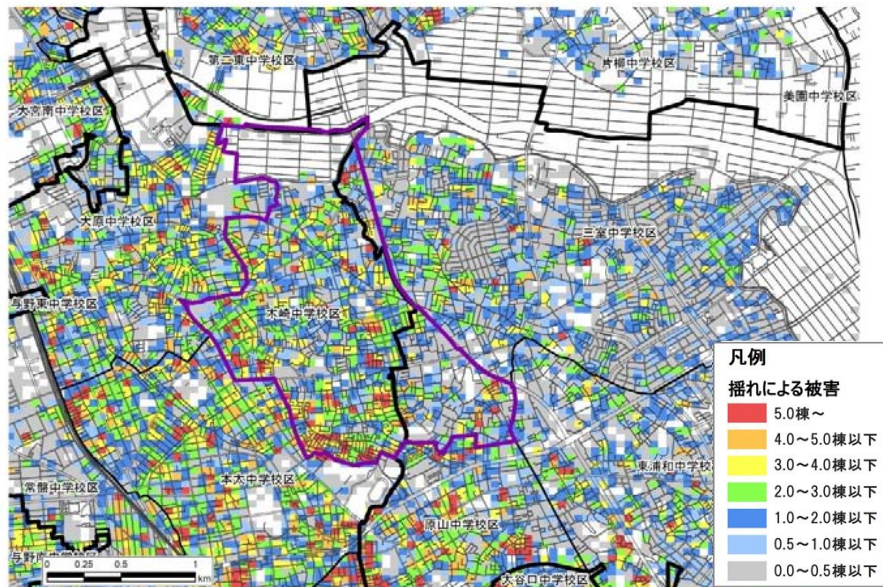 第二東中学校区
片柳中学校区
美園中学校区
大宮南中学校区
大原中学校区
三室中学校区
与野東中学校区
木崎中学校区
凡例
揺れによる被害
5.0棟～
4.0～5.0棟以下
3.0～4.0棟以下
2.0～3.0棟以下
1.0～2.0棟以下
0.5～1.0棟以下
0.0～0.5棟以下
東浦和中学校
本太中学校区
常盤中学校区
原山中学校区
与野南中学校区
大谷口中学校区
0 0.25 0.5 1
km